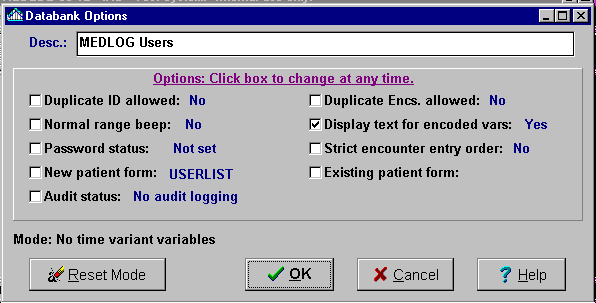 Databank Options
Desc.: MEDLOG Users
Options: Click box to change at any time.
Duplicate ID allowed: No
Duplicate Encs. allowed: No
Normal range beep: No
Display text for encoded vars: Yes
Password status: Not set
Strict encounter entry order: No
New patient form: USERLIST
Existing patient form:
Audit status: No audit logging
Mode: No time variant variables
Reset Mode
OK
Cancel
? Help